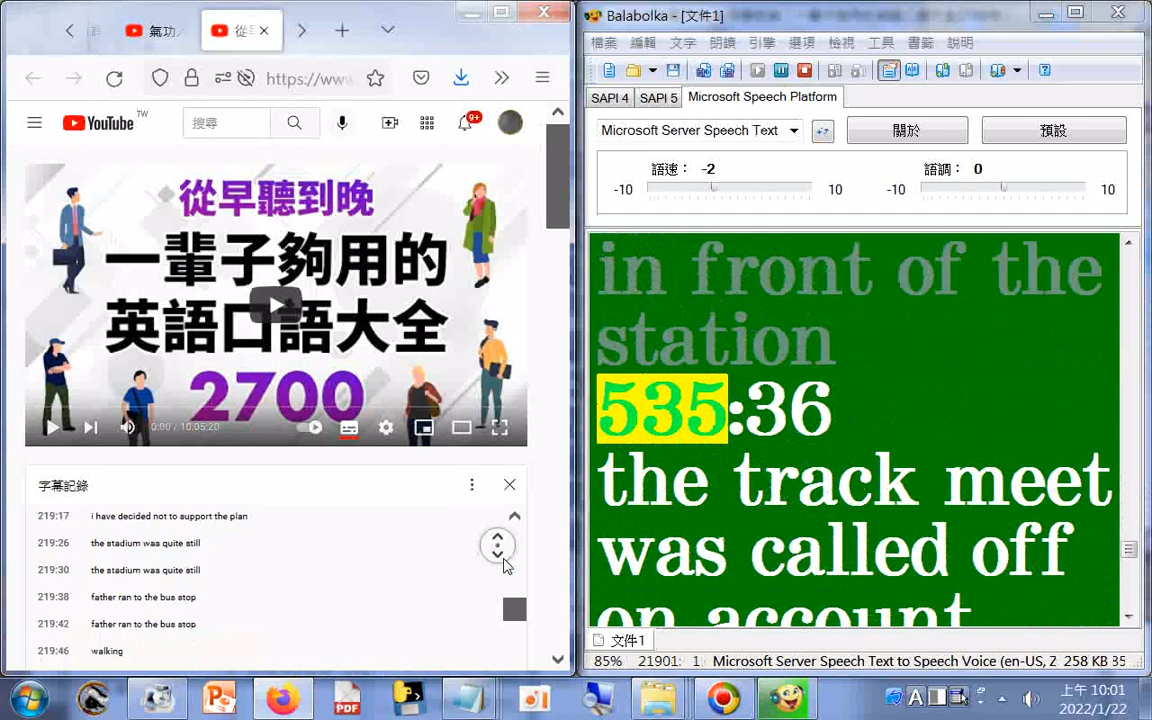 氣功
從
https://www
YouTube TW
搜尋
9+
從早聽到晚
一輩子夠用的
英語口語大全
2700
0:00 / 10:05:20
字幕記錄
219:17 i have decided not to support the plan
219:26 the stadium was quite still
219:30 the stadium was quite still
219:38 father ran to the bus stop
219:42 father ran to the bus stop
219:46 walking
Balabolka - [文件1]
檔案 編輯 文字 朗讀 引擎 選項 檢視 工具 書籤 說明
SAPI 4 SAPI 5 Microsoft Speech Platform
Microsoft Server Speech Text 關於 預設
語速： -2 語調： 0
-10 10 -10 10
in front of the
station
535:36
the track meet
was called off
on account
文件1
85% 21901: 1 Microsoft Server Speech Text to Speech Voice (en-US, Z 258 KB 35
PDF
A
上午 10:01
2022/1/22